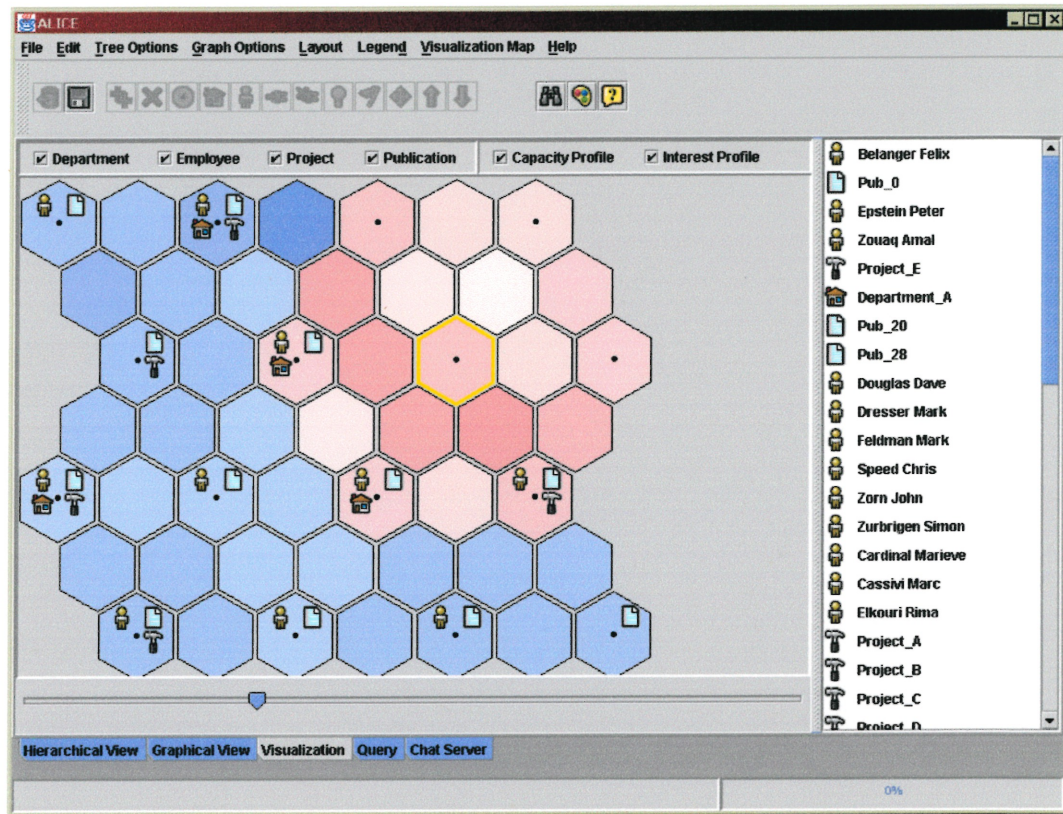 ALICE
File Edit Tree Options Graph Options Layout Legend Visualization Map Help
?
Department Employee Project Publication Capacity Profile Interest Profile
Belanger Felix
Pub_0
Epstein Peter
Zouaq Amal
Project_E
Department_A
Pub_20
Pub_28
Douglas Dave
Dresser Mark
Feldman Mark
Speed Chris
Zorn John
Zurbrigen Simon
Cardinal Marieve
Cassivi Marc
Elkouri Rima
Project_A
Project_B
Project_C
Project_D
Hierarchical View Graphical View Visualization Query Chat Server
0%